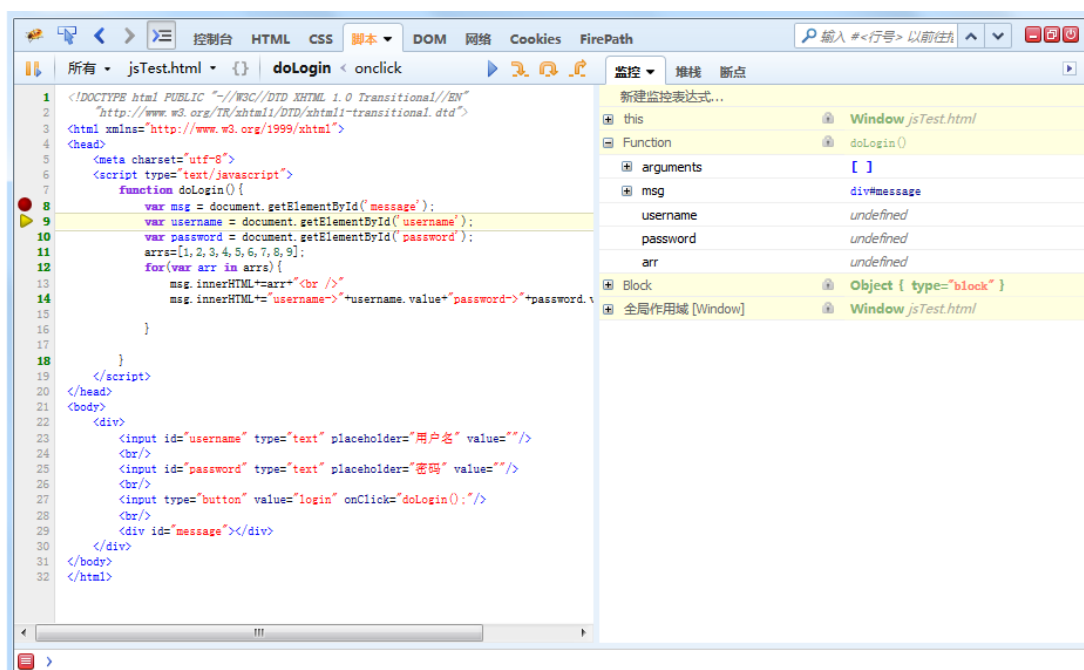 控制台 HTML CSS 脚本 DOM 网络 Cookies FirePath 输入 #<行号> 以前往
所有 jsTest.html {} doLogin < onclick 监控 堆栈 断点
1 <!DOCTYPE html PUBLIC "-//W3C//DTD XHTML 1.0 Transitional//EN"
2 "http://www.w3.org/TR/xhtml1/DTD/xhtml1-transitional.dtd">
3 <html xmlns="http://www.w3.org/1999/xhtml">
4 <head>
5 <meta charset="utf-8">
6 <script type="text/javascript">
7 function doLogin(){
8 var msg = document.getElementById('message');
9 var username = document.getElementById('username');
10 var password = document.getElementById('password');
11 arrs=[1,2,3,4,5,6,7,8,9];
12 for(var arr in arrs){
13 msg.innerHTML+=arr+"<br />"
14 msg.innerHTML+="username->"+username.value+"password->"+password.v
15
16 }
17
18 }
19 </script>
20 </head>
21 <body>
22 <div>
23 <input id="username" type="text" placeholder="用户名" value=""/>
24 <br/>
25 <input id="password" type="text" placeholder="密码" value=""/>
26 <br/>
27 <input type="button" value="login" onClick="doLogin();"/>
28 <br/>
29 <div id="message"></div>
30 </div>
31 </body>
32 </html>
新建监控表达式...
this Window jsTest.html
Function doLogin()
arguments [ ]
msg div#message
username undefined
password undefined
arr undefined
Block Object { type="block" }
全局作用域 [Window] Window jsTest.html